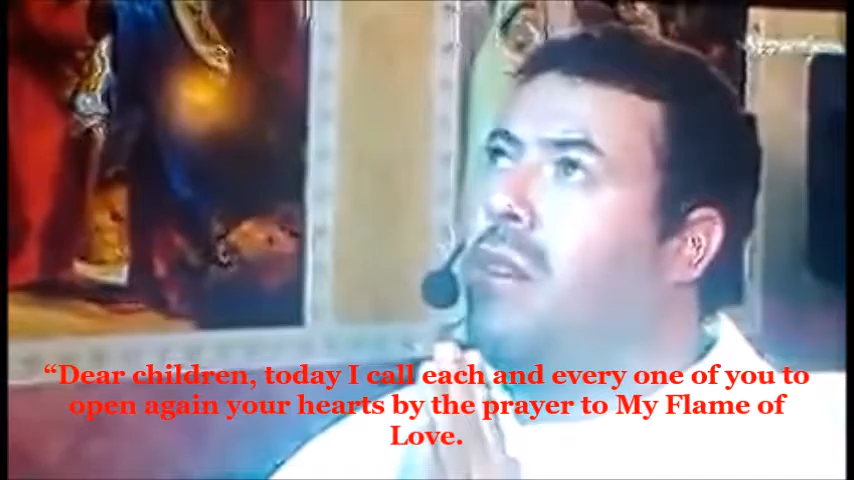 “Dear children, today I call each and every one of you to
open again your hearts by the prayer to My Flame of
Love.